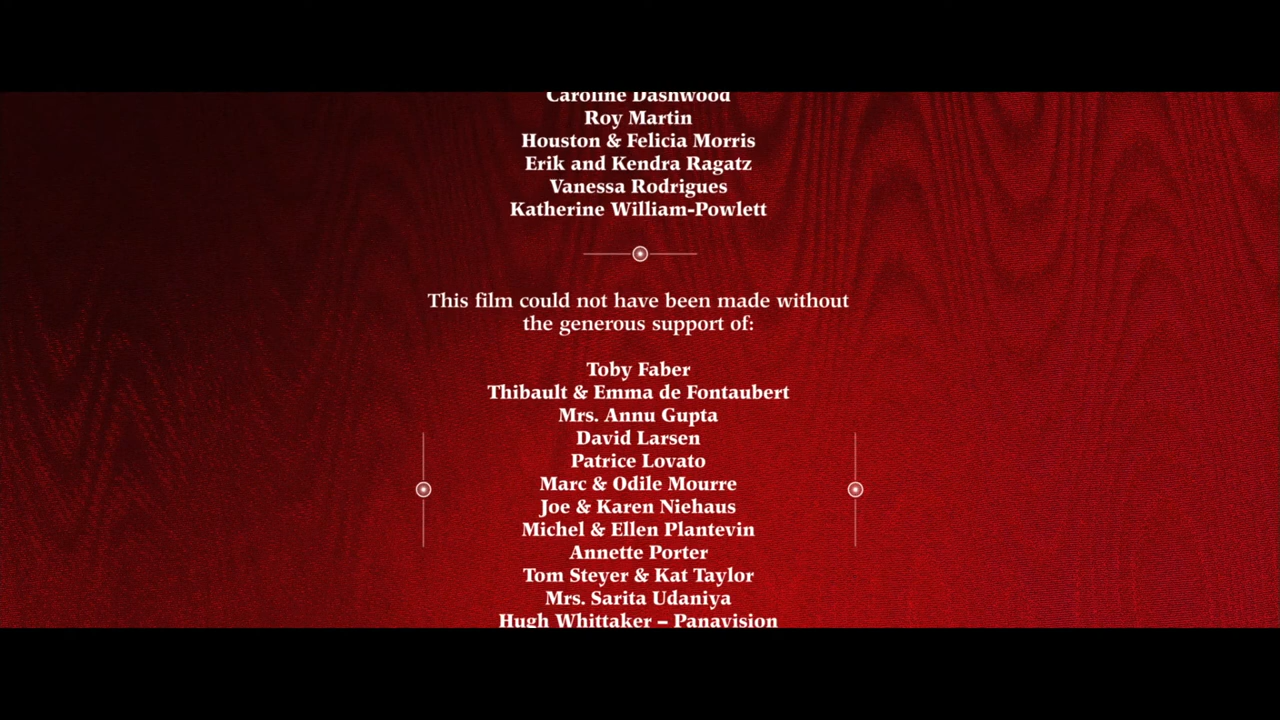 Caroline Dashwood
Roy Martin
Houston & Felicia Morris
Erik and Kendra Ragatz
Vanessa Rodrigues
Katherine William-Powlett
This film could not have been made without
the generous support of:
Toby Faber
Thibault & Emma de Fontaubert
Mrs. Annu Gupta
David Larsen
Patrice Lovato
Marc & Odile Mourre
Joe & Karen Niehaus
Michel & Ellen Plantevin
Annette Porter
Tom Steyer & Kat Taylor
Mrs. Sarita Udaniya
Hugh Whittaker – Panavision